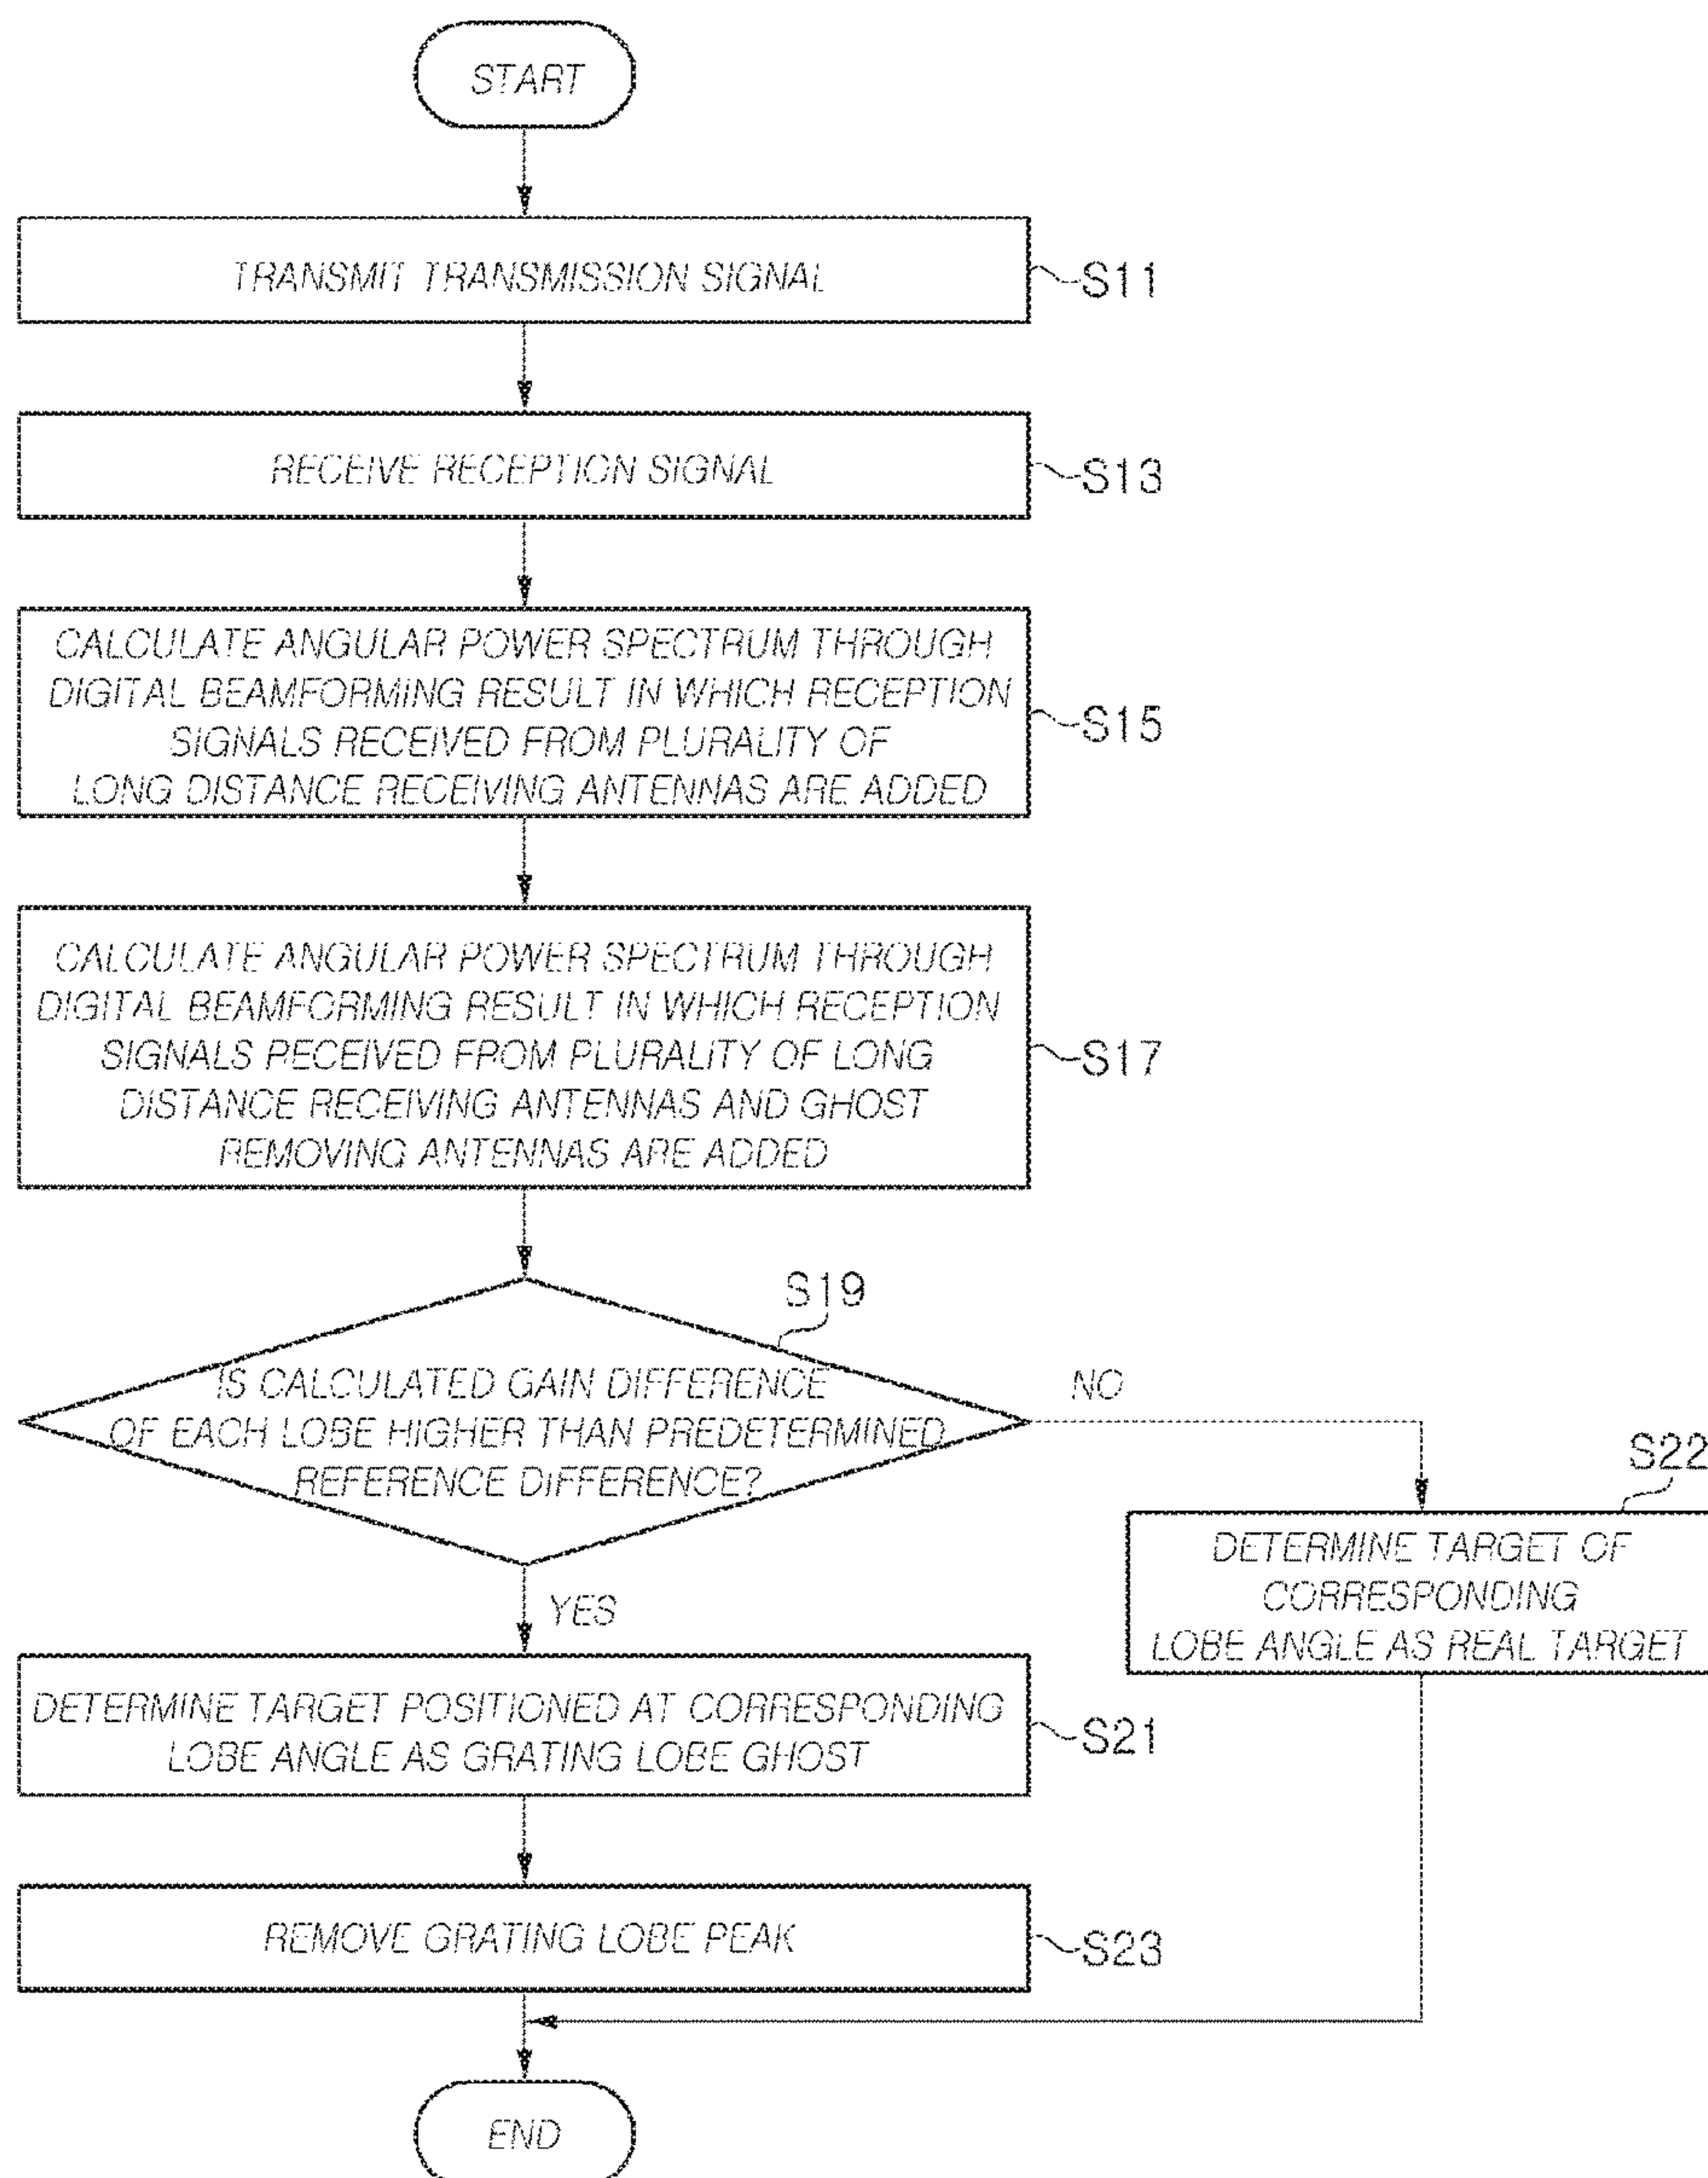 START
TRANSMIT TRANSMISSION SIGNAL
S11
RECEIVE RECEPTION SIGNAL
S13
CALCULATE ANGULAR POWER SPECTRUM THROUGH
DIGITAL BEAMFORMING RESULT IN WHICH RECEPTION
SIGNALS RECEIVED FROM PLURALITY OF
LONG DISTANCE RECEIVING ANTENNAS ARE ADDED
S15
CALCULATE ANGULAR POWER SPECTRUM THROUGH
DIGITAL BEAMFORMING RESULT IN WHICH RECEPTION
SIGNALS RECEIVED FROM PLURALITY OF LONG
DISTANCE RECEIVING ANTENNAS AND GHOST
REMOVING ANTENNAS ARE ADDED
S17
S19
IS CALCULATED GAIN DIFFERENCE
OF EACH LOBE HIGHER THAN PREDETERMINED
REFERENCE DIFFERENCE?
NO
YES
S22
DETERMINE TARGET OF
CORRESPONDING
LOBE ANGLE AS REAL TARGET
DETERMINE TARGET POSITIONED AT CORRESPONDING
LOBE ANGLE AS GRATING LOBE GHOST
S21
REMOVE GRATING LOBE PEAK
S23
END